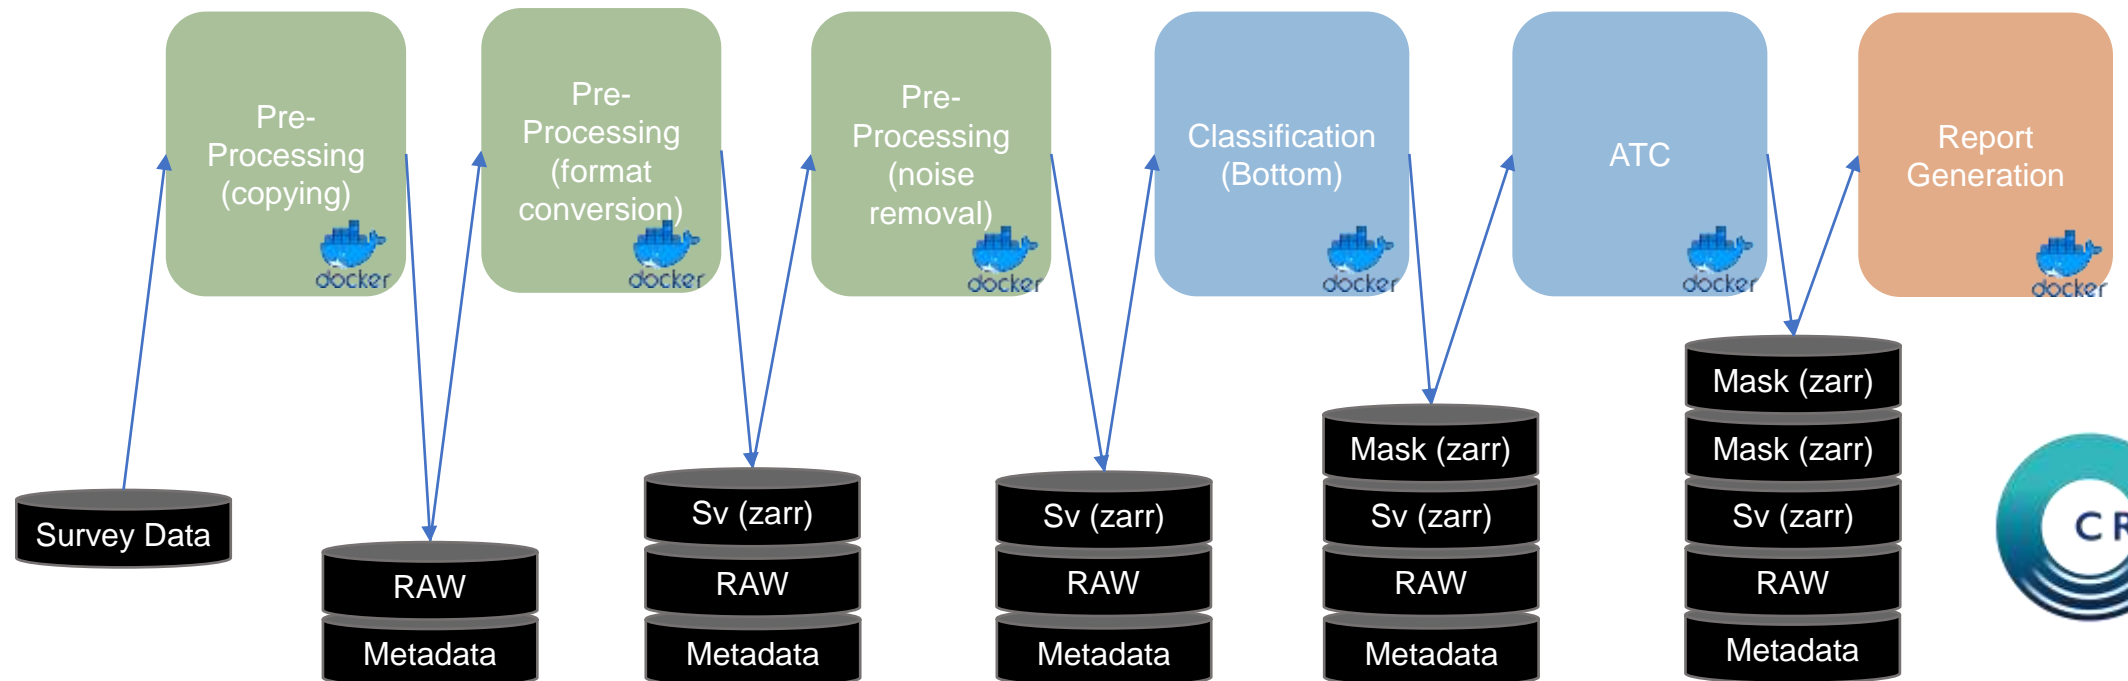 Pre-
Processing
(copying)
docker
Pre-
Processing
(format
conversion)
docker
Pre-
Processing
(noise
removal)
docker
Classification
(Bottom)
docker
ATC
docker
Report
Generation
docker
Survey Data
RAW
Metadata
Sv (zarr)
RAW
Metadata
Sv (zarr)
RAW
Metadata
Mask (zarr)
Sv (zarr)
RAW
Metadata
Mask (zarr)
Mask (zarr)
Sv (zarr)
RAW
Metadata